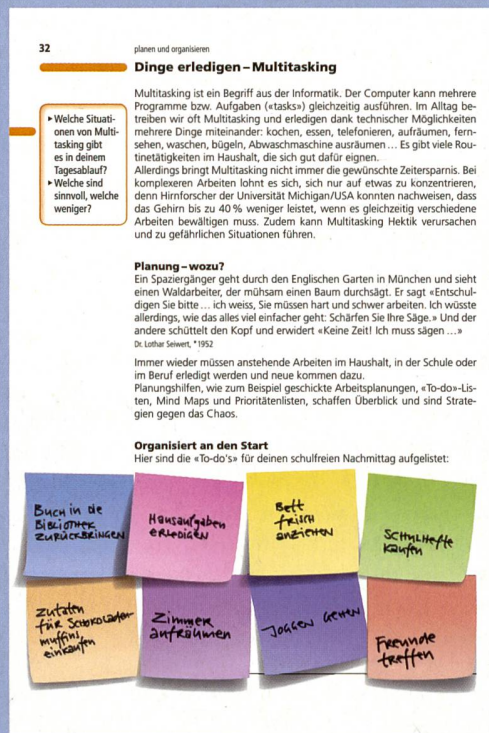 32
planen und organisieren
Dinge erledigen – Multitasking
Multitasking ist ein Begriff aus der Informatik. Der Computer kann mehrere
Programme bzw. Aufgaben («tasks») gleichzeitig ausführen. Im Alltag be-
treiben wir oft Multitasking und erledigen dank technischer Möglichkeiten
mehrere Dinge miteinander: kochen, essen, telefonieren, aufräumen, fern-
sehen, waschen, bügeln, Abwaschmaschine ausräumen ... Es gibt viele Rou-
tinetätigkeiten im Haushalt, die sich gut dafür eignen.
Allerdings bringt Multitasking nicht immer die gewünschte Zeitersparnis. Bei
komplexeren Arbeiten lohnt es sich, sich nur auf etwas zu konzentrieren,
denn Hirnforscher der Universität Michigan/USA konnten nachweisen, dass
das Gehirn bis zu 40 % weniger leistet, wenn es gleichzeitig verschiedene
Arbeiten bewältigen muss. Zudem kann Multitasking Hektik verursachen
und zu gefährlichen Situationen führen.
▸ Welche Situati-
onen von Multi-
tasking gibt
es in deinem
Tagesablauf?
▸ Welche sind
sinnvoll, welche
weniger?
Planung – wozu?
Ein Spaziergänger geht durch den Englischen Garten in München und sieht
einen Waldarbeiter, der mühsam einen Baum durchsägt. Er sagt «Entschul-
digen Sie bitte ... ich weiss, Sie müssen hart und schwer arbeiten. Ich wüsste
allerdings, wie das alles viel einfacher geht: Schärfen Sie Ihre Säge.» Und der
andere schüttelt den Kopf und erwidert «Keine Zeit! Ich muss sägen ...»
Dr. Lothar Seiwert, *1952
Immer wieder müssen anstehende Arbeiten im Haushalt, in der Schule oder
im Beruf erledigt werden und neue kommen dazu.
Planungshilfen, wie zum Beispiel geschickte Arbeitsplanungen, «To-do»-Lis-
ten, Mind Maps und Prioritätenlisten, schaffen Überblick und sind Strate-
gien gegen das Chaos.
Organisiert an den Start
Hier sind die «To-do's» für deinen schulfreien Nachmittag aufgelistet:
Buch in die
Bibliothek
zurückbringen
Hausaufgaben
erledigen
Bett
frisch
anziehen
Schulhefte
kaufen
Zutaten
für Schokoladen-
muffins
einkaufen
Zimmer
aufräumen
Joggen gehen
Freunde
treffen